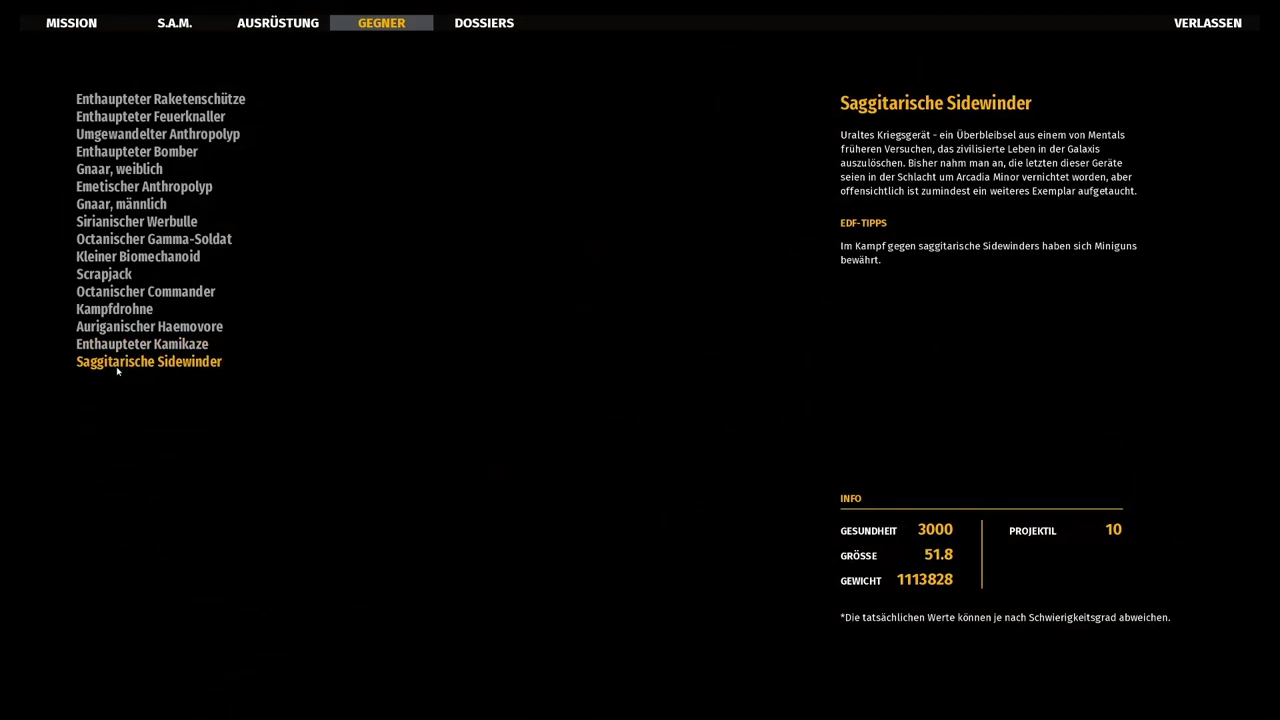 MISSION S.A.M. AUSRÜSTUNG GEGNER DOSSIERS VERLASSEN
Enthaupteter Raketenschütze
Enthaupteter Feuerknaller
Umgewandelter Anthropolyp
Enthaupteter Bomber
Gnaar, weiblich
Emetischer Anthropolyp
Gnaar, männlich
Sirianischer Werbulle
Octanischer Gamma-Soldat
Kleiner Biomechanoid
Scrapjack
Octanischer Commander
Kampfdrohne
Auriganischer Haemovore
Enthaupteter Kamikaze
Saggitarische Sidewinder
Saggitarische Sidewinder
Uraltes Kriegsgerät - ein Überbleibsel aus einem von Mentals
früheren Versuchen, das zivilisierte Leben in der Galaxis
auszulöschen. Bisher nahm man an, die letzten dieser Geräte
seien in der Schlacht um Arcadia Minor vernichtet worden, aber
offensichtlich ist zumindest ein weiteres Exemplar aufgetaucht.
EDF-TIPPS
Im Kampf gegen saggitarische Sidewinders haben sich Miniguns
bewährt.
INFO
GESUNDHEIT 3000 PROJEKTIL 10
GRÖSSE 51.8
GEWICHT 1113828
*Die tatsächlichen Werte können je nach Schwierigkeitsgrad abweichen.